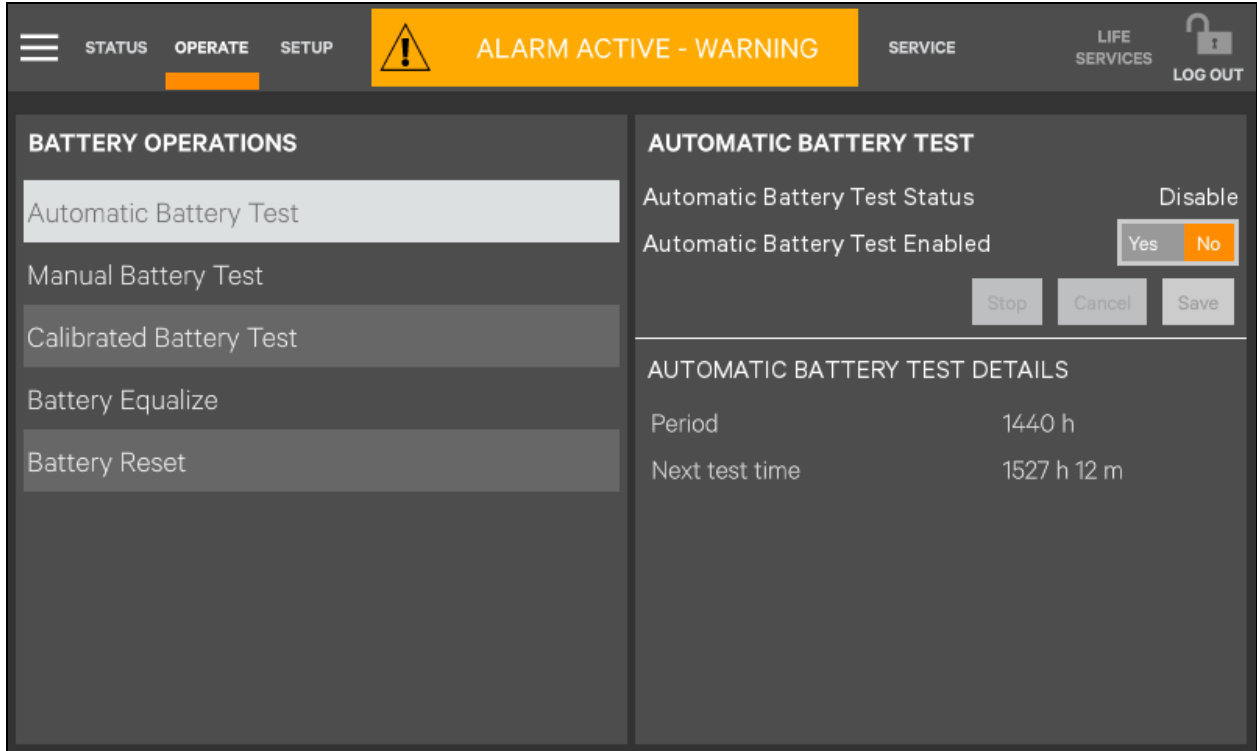 STATUS OPERATE SETUP ALARM ACTIVE - WARNING SERVICE LIFE SERVICES LOG OUT
BATTERY OPERATIONS
Automatic Battery Test
Manual Battery Test
Calibrated Battery Test
Battery Equalize
Battery Reset
AUTOMATIC BATTERY TEST
Automatic Battery Test Status Disable
Automatic Battery Test Enabled Yes No
Stop Cancel Save
AUTOMATIC BATTERY TEST DETAILS
Period 1440 h
Next test time 1527 h 12 m